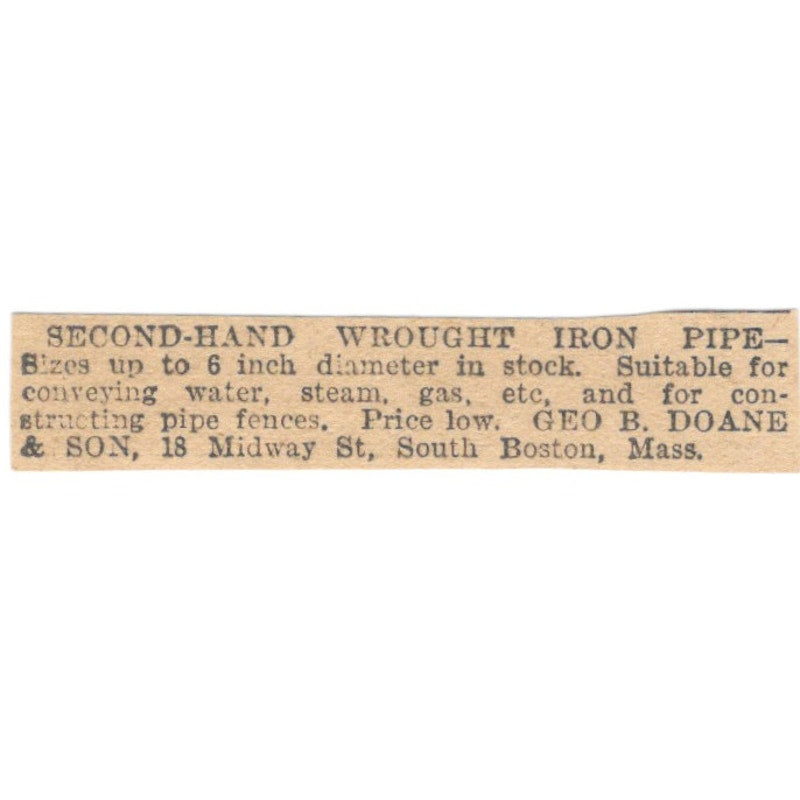 SECOND-HAND WROUGHT IRON PIPE—
Sizes up to 6 inch diameter in stock. Suitable for
conveying water, steam, gas, etc, and for con-
structing pipe fences. Price low. GEO B. DOANE
& SON, 18 Midway St, South Boston, Mass.